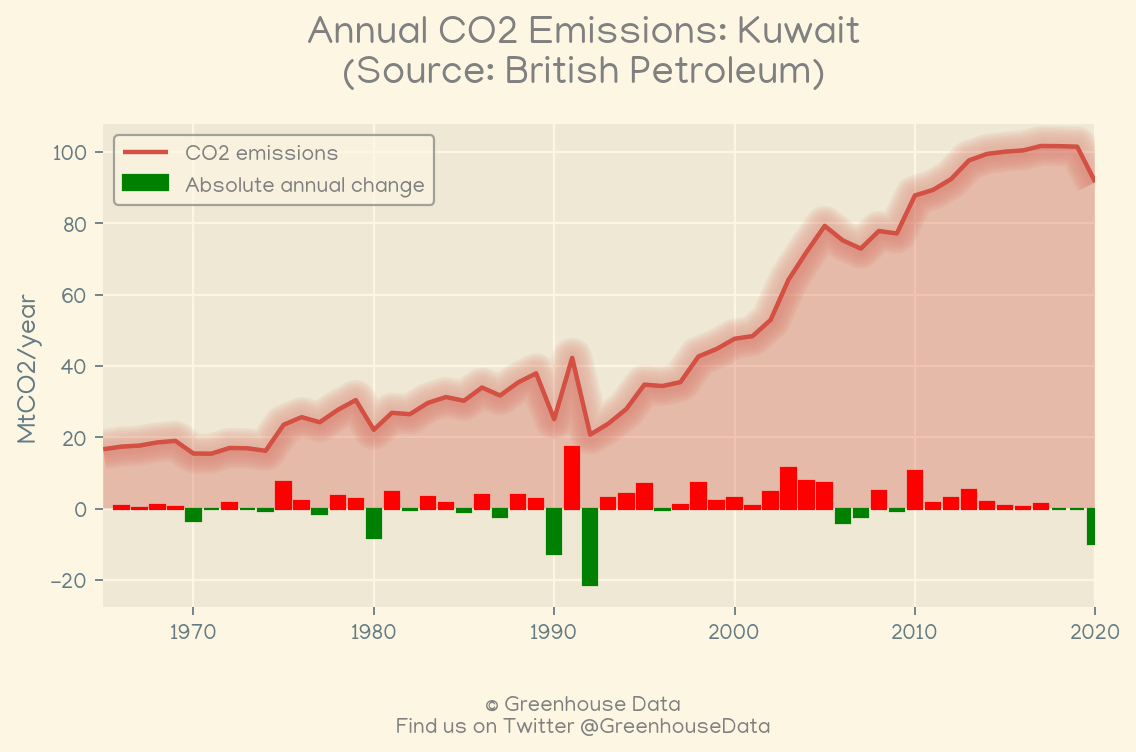 Annual CO2 Emissions: Kuwait
(Source: British Petroleum)
CO2 emissions
Absolute annual change
MtCO2/year
100
80
60
40
20
0
−20
1970 1980 1990 2000 2010 2020
© Greenhouse Data
Find us on Twitter @GreenhouseData